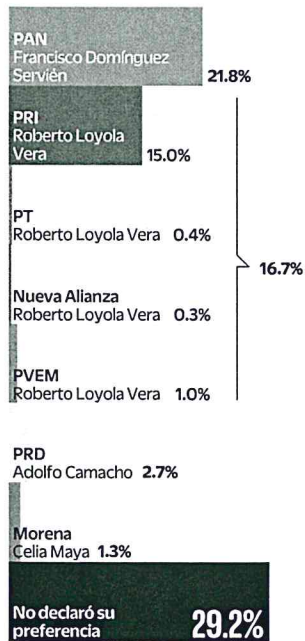 PAN
Francisco Domínguez
Servién
21.8%
PRI
Roberto Loyola
Vera
15.0%
PT
Roberto Loyola Vera 0.4%
16.7%
Nueva Alianza
Roberto Loyola Vera 0.3%
PVEM
Roberto Loyola Vera 1.0%
PRD
Adolfo Camacho 2.7%
Morena
Celia Maya 1.3%
No declaró su
preferencia
29.2%